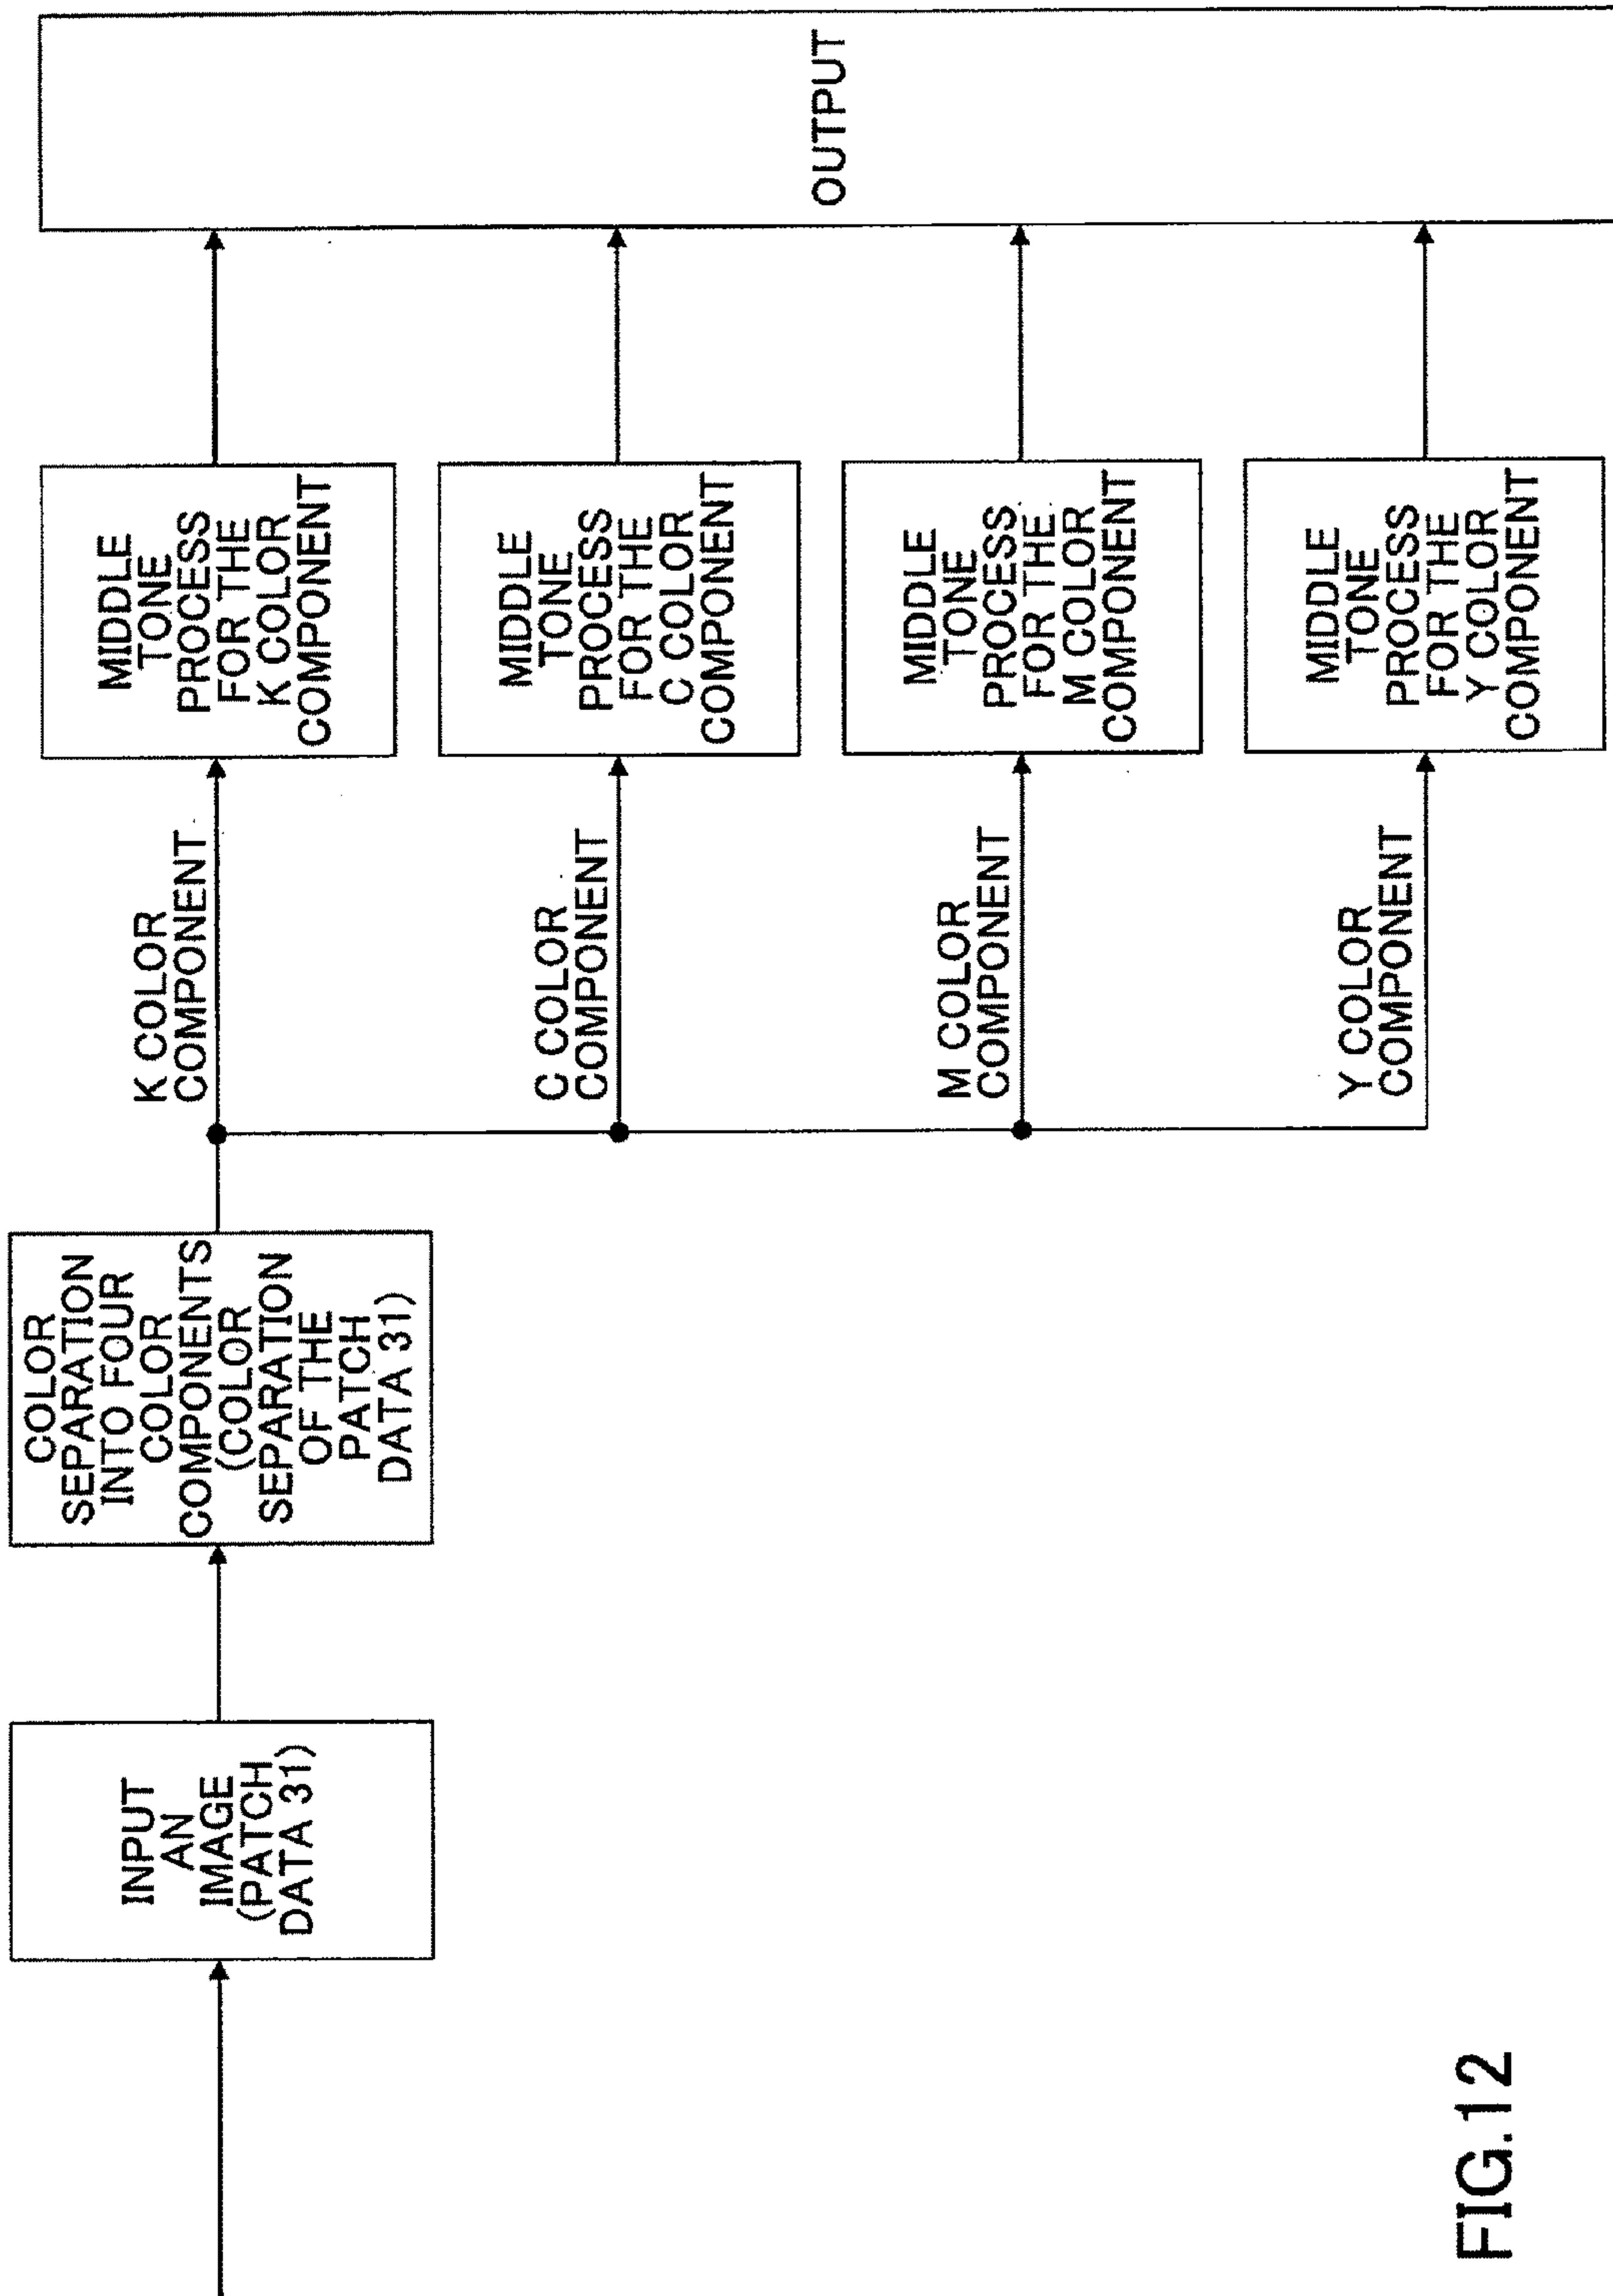 INPUT
AN
IMAGE
(PATCH
DATA 31)
COLOR
SEPARATION
INTO FOUR
COLOR
COMPONENTS
(COLOR
SEPARATION
OF THE
PATCH
DATA 31)
K COLOR
COMPONENT
MIDDLE
TONE
PROCESS
FOR THE
K COLOR
COMPONENT
C COLOR
COMPONENT
MIDDLE
TONE
PROCESS
FOR THE
C COLOR
COMPONENT
M COLOR
COMPONENT
MIDDLE
TONE
PROCESS
FOR THE
M COLOR
COMPONENT
Y COLOR
COMPONENT
MIDDLE
TONE
PROCESS
FOR THE
Y COLOR
COMPONENT
OUTPUT
FIG.12